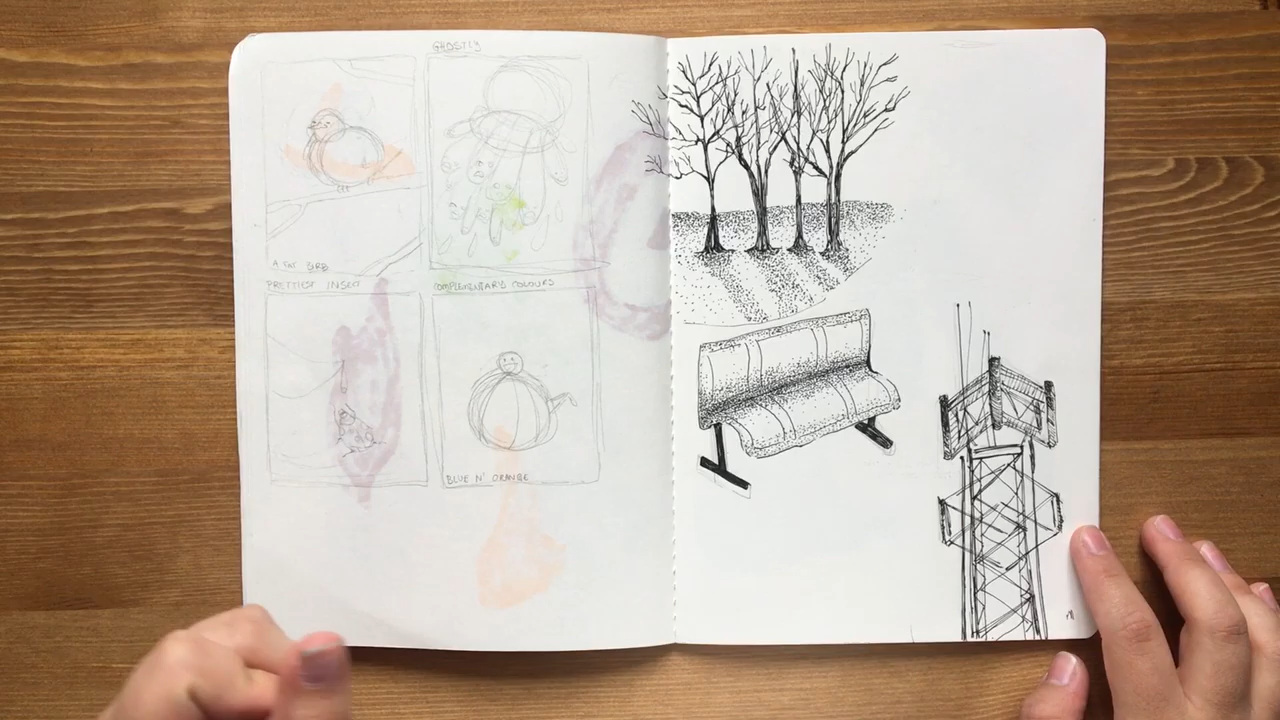 GHOSTLY
A FAT BIRB
PRETTIEST INSECT
COMPLEMENTARY COLOURS
BLUE N' ORANGE